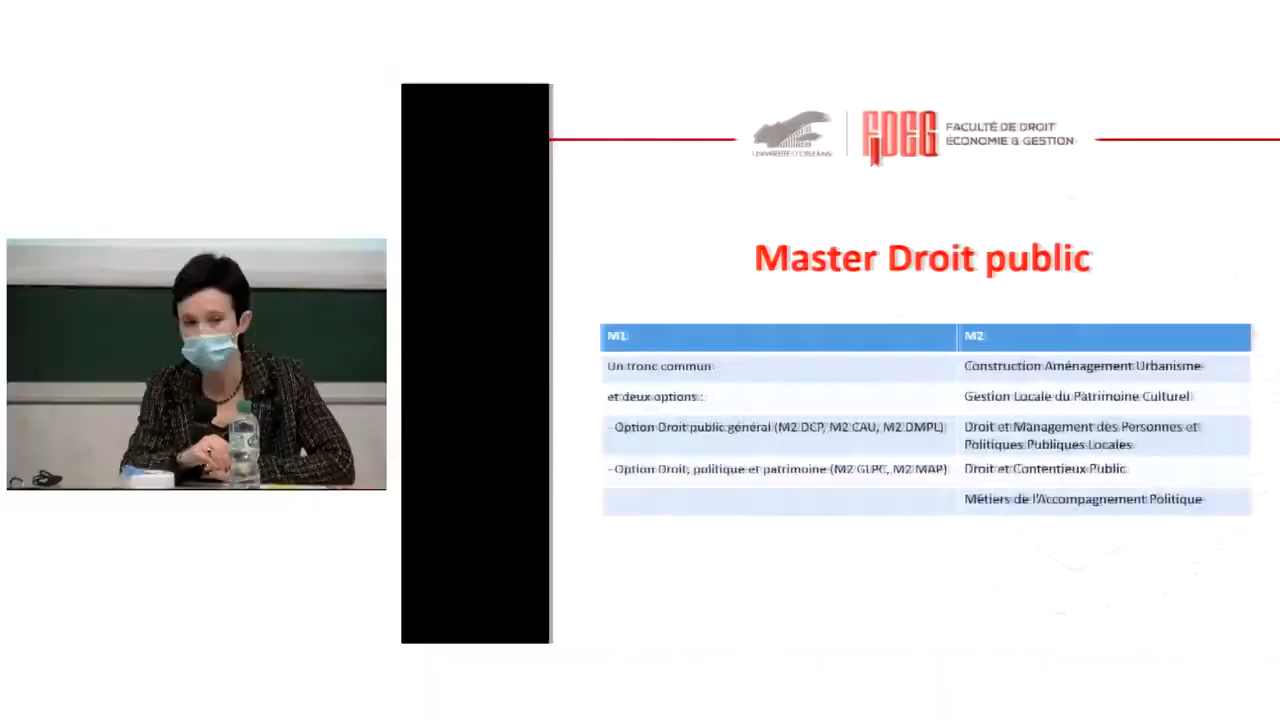 UNIVERSITÉ D'ORLÉANS
FDEG
FACULTÉ DE DROIT
ÉCONOMIE & GESTION
Master Droit public
M1
M2
Un tronc commun
Construction Aménagement Urbanisme
et deux options :
Gestion Locale du Patrimoine Culturel
- Option Droit public général (M2 DCP, M2 CAU, M2 DMPL)
Droit et Management des Personnes et
Politiques Publiques Locales
- Option Droit, politique et patrimoine (M2 GLPC, M2 MAP)
Droit et Contentieux Public
Métiers de l'Accompagnement Politique